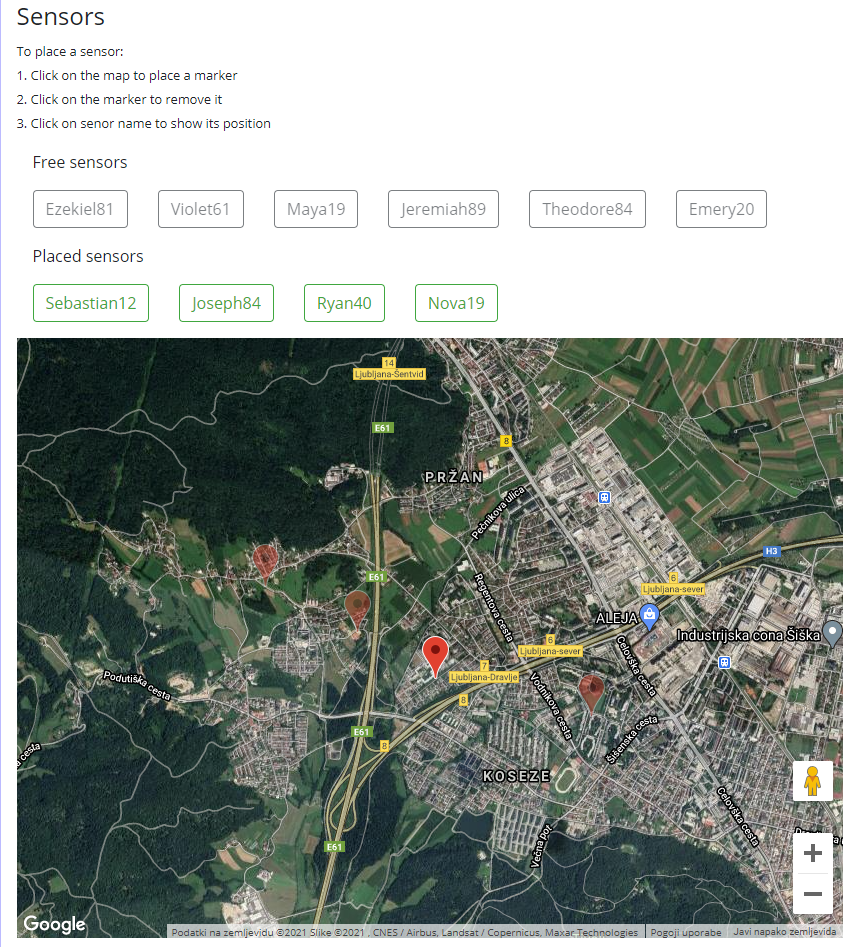 Sensors
To place a sensor:
1. Click on the map to place a marker
2. Click on the marker to remove it
3. Click on senor name to show its position
Free sensors
Ezekiel81 Violet61 Maya19 Jeremiah89 Theodore84 Emery20
Placed sensors
Sebastian12 Joseph84 Ryan40 Nova19
14
Ljubljana-Šentvid
E61
8
PRŽAN
Pečnikova ulica
H3
E61
Regentova cesta
6
Ljubljana-sever
ALEJA
Industrijska cona Šiška
6
Ljubljana-sever
Celovška cesta
7
Ljubljana-Dravlje
Podutiška cesta
Vodnikova cesta
8
Šišenska cesta
E61
8
cesta
KOSEZE
Celovška cesta
Večna pot
E61
Google
Podatki na zemljevidu ©2021 Slike ©2021 , CNES / Airbus, Landsat / Copernicus, Maxar Technologies Pogoji uporabe Javi napako zemljevida